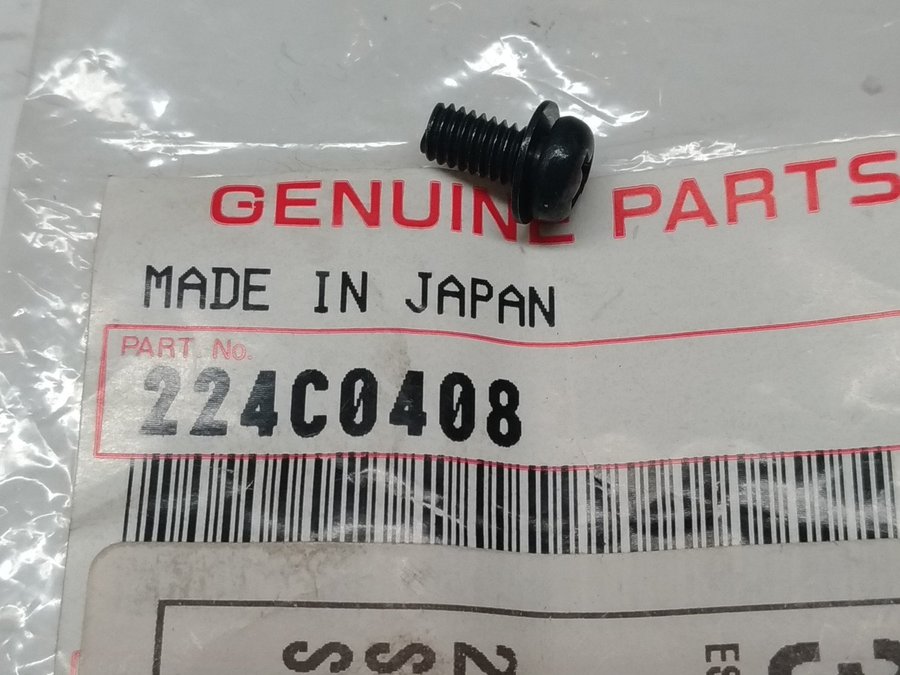 GENUINE PARTS
MADE IN JAPAN
PART No.
224C0408